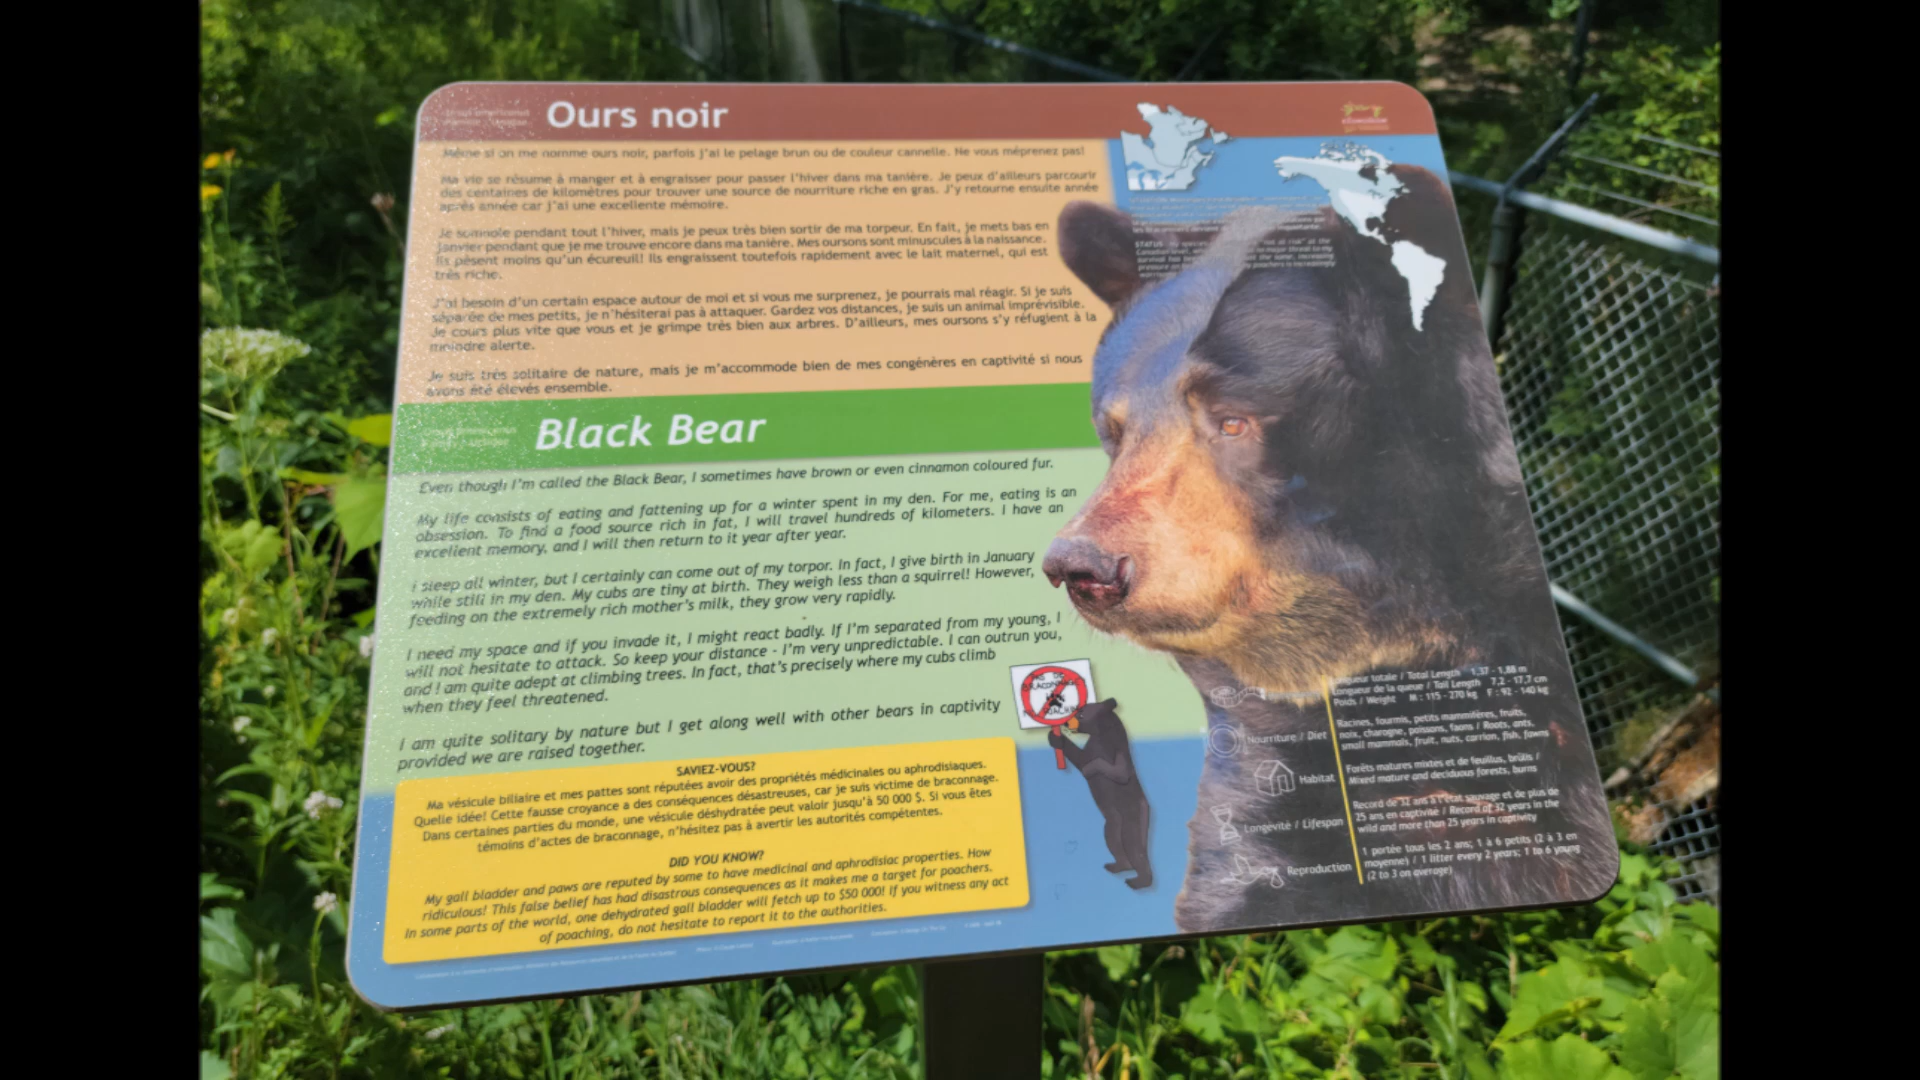 Ours noir
Même si on me nomme ours noir, parfois j'ai le pelage brun ou de couleur cannelle. Ne vous méprenez pas!
Ma vie se résume à manger et à engraisser pour passer l'hiver dans ma tanière. Je peux d'ailleurs parcourir
des centaines de kilomètres pour trouver une source de nourriture riche en gras. J'y retourne ensuite année
après année car j'ai une excellente mémoire.
Je somnole pendant tout l'hiver, mais je peux très bien sortir de ma torpeur. En fait, je mets bas en
janvier pendant que je me trouve encore dans ma tanière. Mes oursons sont minuscules à la naissance.
Ils pèsent moins qu'un écureuil! Ils engraissent toutefois rapidement avec le lait maternel, qui est
très riche.
J'ai besoin d'un certain espace autour de moi et si vous me surprenez, je pourrais mal réagir. Si je suis
séparée de mes petits, je n'hésiterai pas à attaquer. Gardez vos distances, je suis un animal imprévisible.
Je cours plus vite que vous et je grimpe très bien aux arbres. D'ailleurs, mes oursons s'y réfugient à la
moindre alerte.
Je suis très solitaire de nature, mais je m'accommode bien de mes congénères en captivité si nous
avons été élevés ensemble.
Black Bear
Even though I'm called the Black Bear, I sometimes have brown or even cinnamon coloured fur.
My life consists of eating and fattening up for a winter spent in my den. For me, eating is an
obsession. To find a food source rich in fat, I will travel hundreds of kilometers. I have an
excellent memory, and I will then return to it year after year.
I sleep all winter, but I certainly can come out of my torpor. In fact, I give birth in January
while still in my den. My cubs are tiny at birth. They weigh less than a squirrel! However,
feeding on the extremely rich mother's milk, they grow very rapidly.
I need my space and if you invade it, I might react badly. If I'm separated from my young, I
will not hesitate to attack. So keep your distance - I'm very unpredictable. I can outrun you,
and I am quite adept at climbing trees. In fact, that's precisely where my cubs climb
when they feel threatened.
I am quite solitary by nature but I get along well with other bears in captivity
provided we are raised together.
SAVIEZ-VOUS?
Ma vésicule biliaire et mes pattes sont réputées avoir des propriétés médicinales ou aphrodisiaques.
Quelle idée! Cette fausse croyance a des conséquences désastreuses, car je suis victime de braconnage.
Dans certaines parties du monde, une vésicule déshydratée peut valoir jusqu'à 50 000 $. Si vous êtes
témoins d'actes de braconnage, n'hésitez pas à avertir les autorités compétentes.
DID YOU KNOW?
My gall bladder and paws are reputed by some to have medicinal and aphrodisiac properties. How
ridiculous! This false belief has had disastrous consequences as it makes me a target for poachers.
In some parts of the world, one dehydrated gall bladder will fetch up to $50 000! If you witness any act
of poaching, do not hesitate to report it to the authorities.
totale / Total Length 1,37 - 1,88 m
Longueur de la queue / Tail Length 7,2 - 17,7 cm
Poids / Weight M : 115 - 270 kg F : 92 - 140 kg
Nourriture / Diet
Racines, fourmis, petits mammifères, fruits,
noix, charogne, poissons, faons / Roots, ants,
small mammals, fruit, nuts, carrion, fish, fawns
Habitat
Forêts matures mixtes et de feuillus, brûlis /
Mixed mature and deciduous forests, burns
Longévité / Lifespan
Record de 32 ans à l'état sauvage et de plus de
25 ans en captivité / Record of 32 years in the
wild and more than 25 years in captivity
Reproduction
1 portée tous les 2 ans; 1 à 6 petits (2 à 3 en
moyenne) / 1 litter every 2 years; 1 to 6 young
(2 to 3 on average)